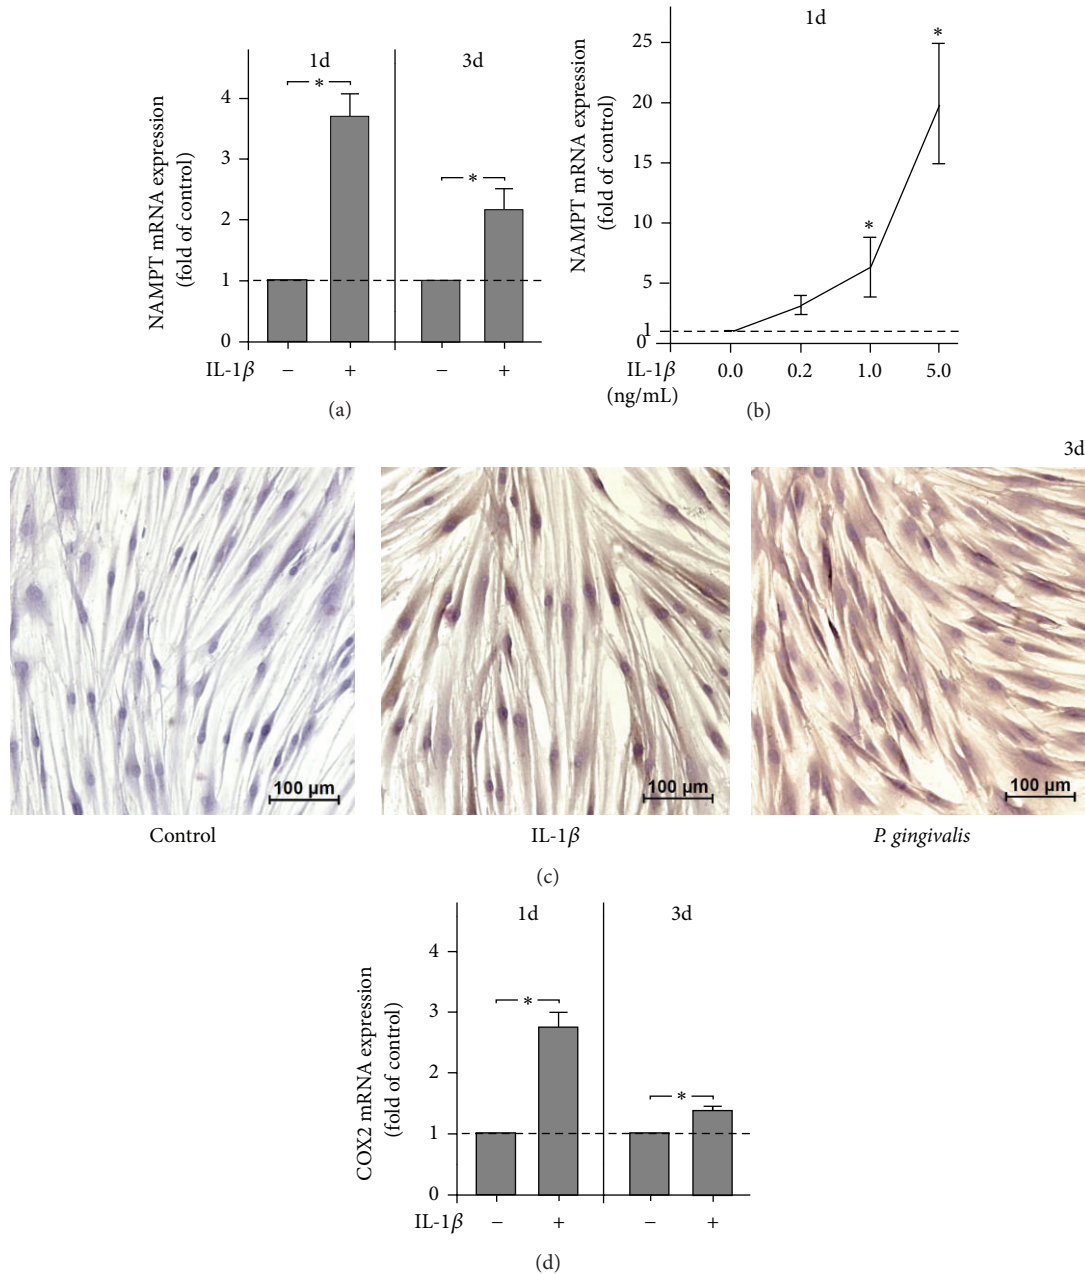 1d
3d
NAMPT mRNA expression
(fold of control)
4
3
2
1
0
*
*
IL-1β
− + − +
(a)
1d
NAMPT mRNA expression
(fold of control)
25
20
15
10
5
1
0
*
*
IL-1β
(ng/mL)
0.0 0.2 1.0 5.0
(b)
3d
100 µm
100 µm
100 µm
Control
IL-1β
P. gingivalis
(c)
1d
3d
COX2 mRNA expression
(fold of control)
4
3
2
1
0
*
*
IL-1β
− + − +
(d)